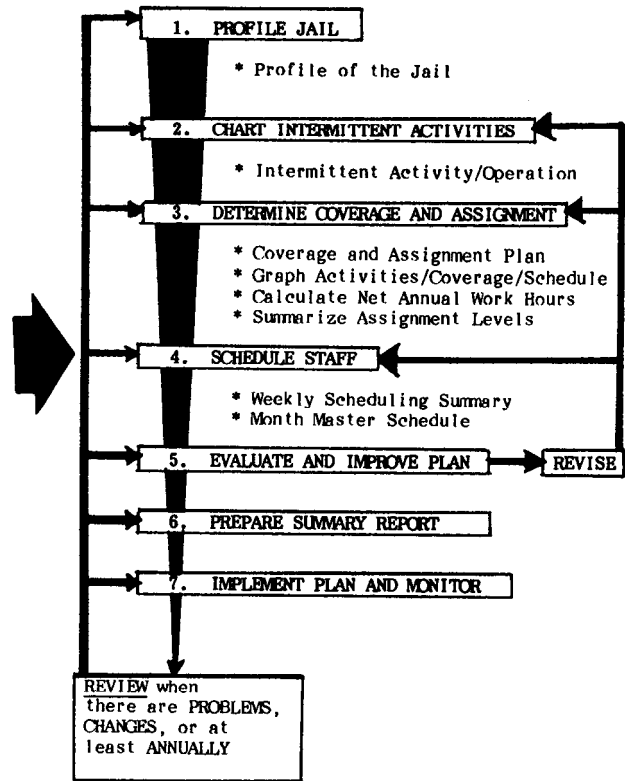 1. PROFILE JAIL
* Profile of the Jail
2. CHART INTERMITTENT ACTIVITIES
* Intermittent Activity/Operation
3. DETERMINE COVERAGE AND ASSIGNMENT
* Coverage and Assignment Plan
* Graph Activities/Coverage/Schedule
* Calculate Net Annual Work Hours
* Summarize Assignment Levels
4. SCHEDULE STAFF
* Weekly Scheduling Summary
* Month Master Schedule
5. EVALUATE AND IMPROVE PLAN
REVISE
6. PREPARE SUMMARY REPORT
7. IMPLEMENT PLAN AND MONITOR
REVIEW when
there are PROBLEMS,
CHANGES, or at
least ANNUALLY